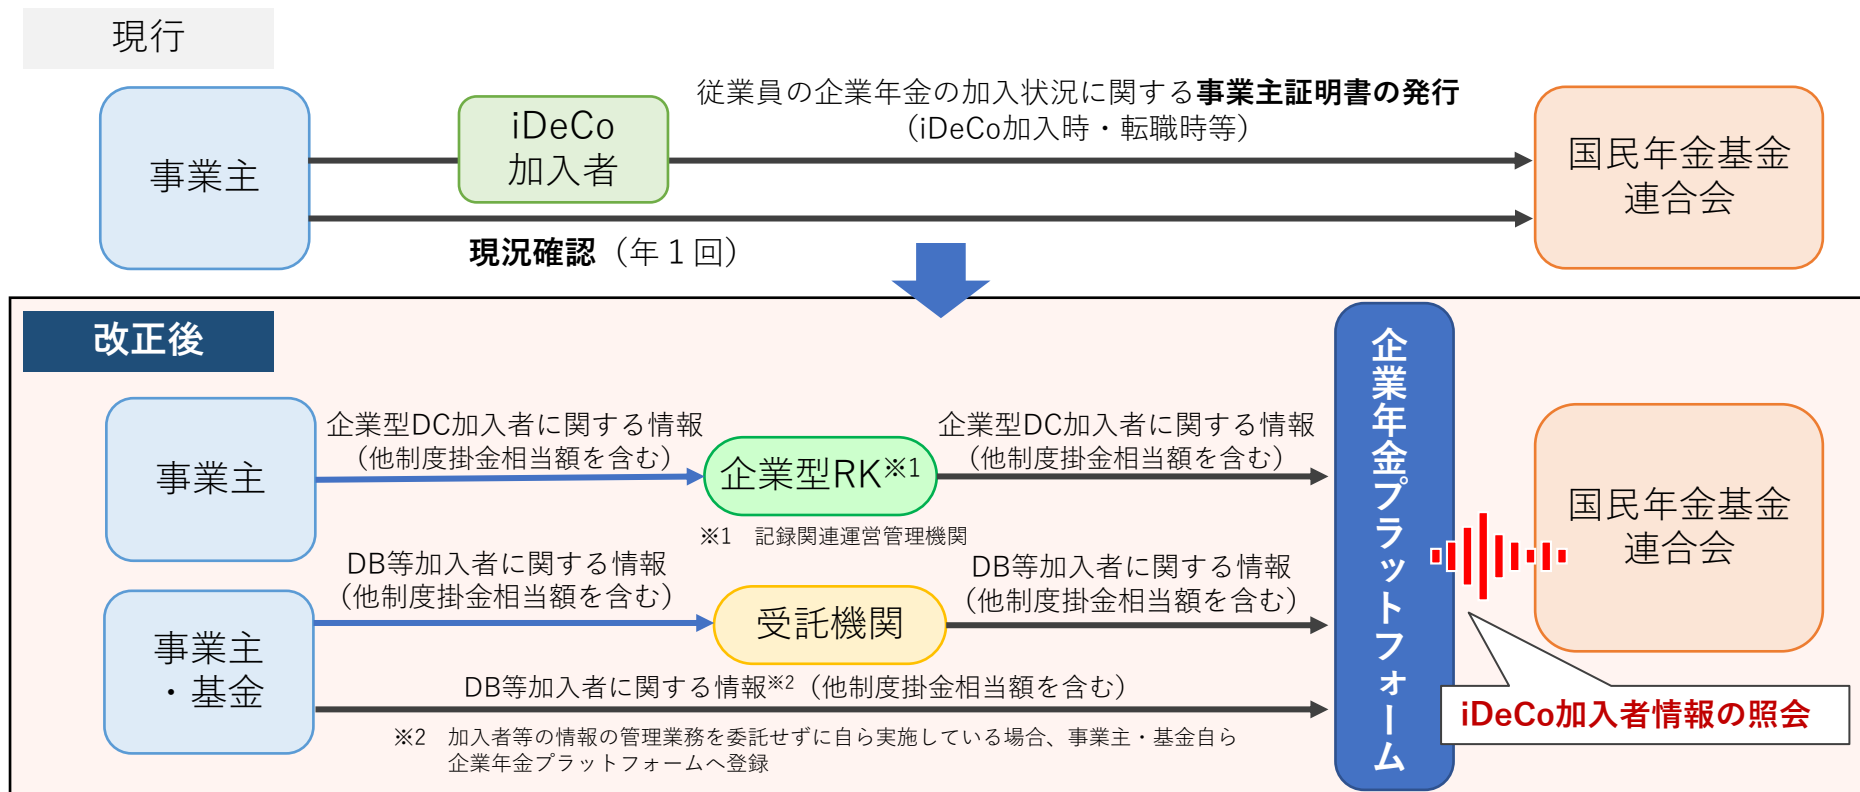 現行
事業主
iDeCo
加入者
従業員の企業年金の加入状況に関する事業主証明書の発行
（iDeCo加入時・転職時等）
国民年金基金
連合会
現況確認（年１回）
改正後
事業主
企業型DC加入者に関する情報
（他制度掛金相当額を含む）
企業型RK※1
※1　記録関連運営管理機関
企業型DC加入者に関する情報
（他制度掛金相当額を含む）
事業主
・基金
DB等加入者に関する情報
（他制度掛金相当額を含む）
受託機関
DB等加入者に関する情報
（他制度掛金相当額を含む）
DB等加入者に関する情報※2（他制度掛金相当額を含む）
※2　加入者等の情報の管理業務を委託せずに自ら実施している場合、事業主・基金自ら
企業年金プラットフォームへ登録
企業年金プラットフォーム
国民年金基金
連合会
iDeCo加入者情報の照会